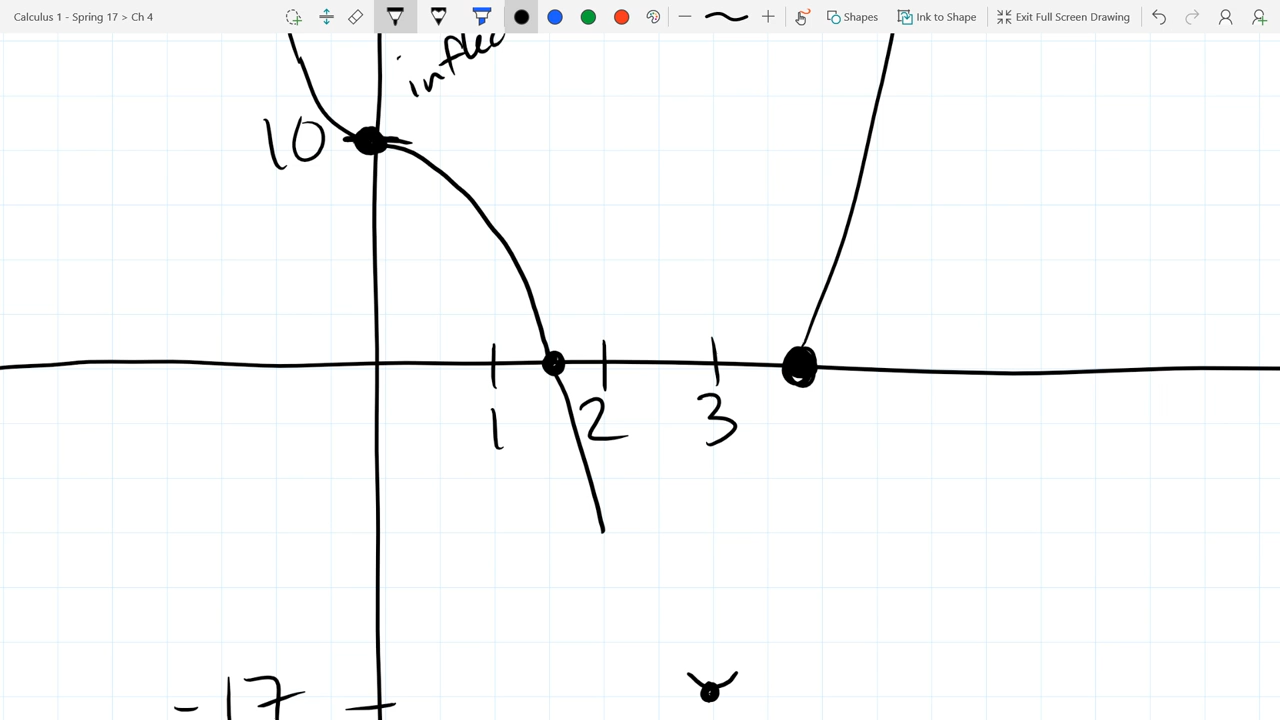 Calculus 1 - Spring 17 > Ch 4
Shapes
Ink to Shape
Exit Full Screen Drawing
10
1
2
3
-17